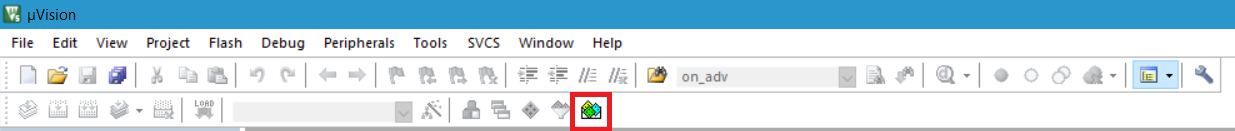 µVision
File Edit View Project Flash Debug Peripherals Tools SVCS Window Help
on_adv
LOAD